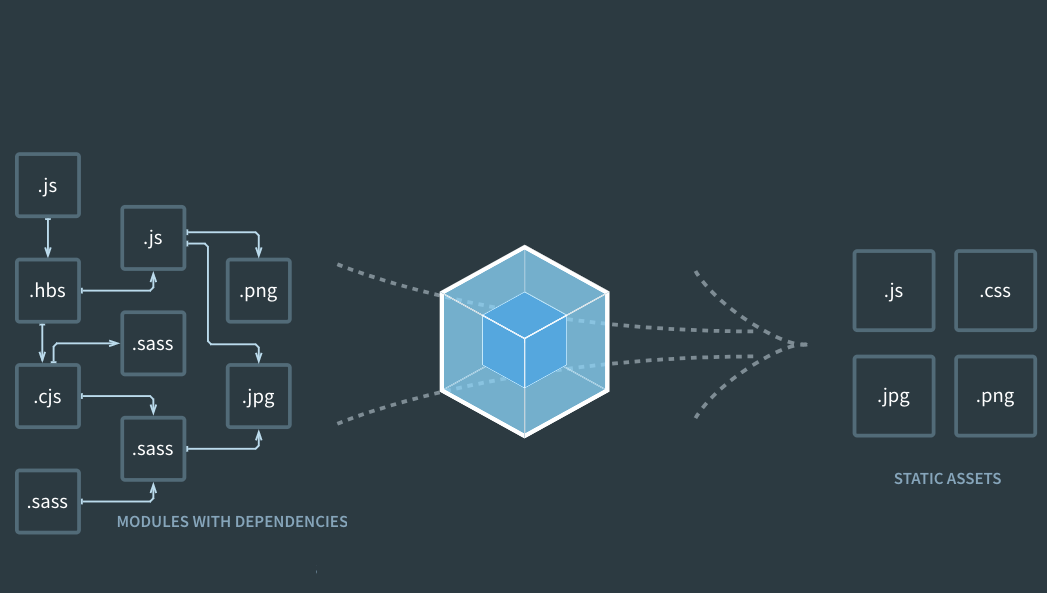 .js
.js
.hbs
.png
.sass
.cjs
.jpg
.sass
.sass
MODULES WITH DEPENDENCIES
.js
.css
.jpg
.png
STATIC ASSETS